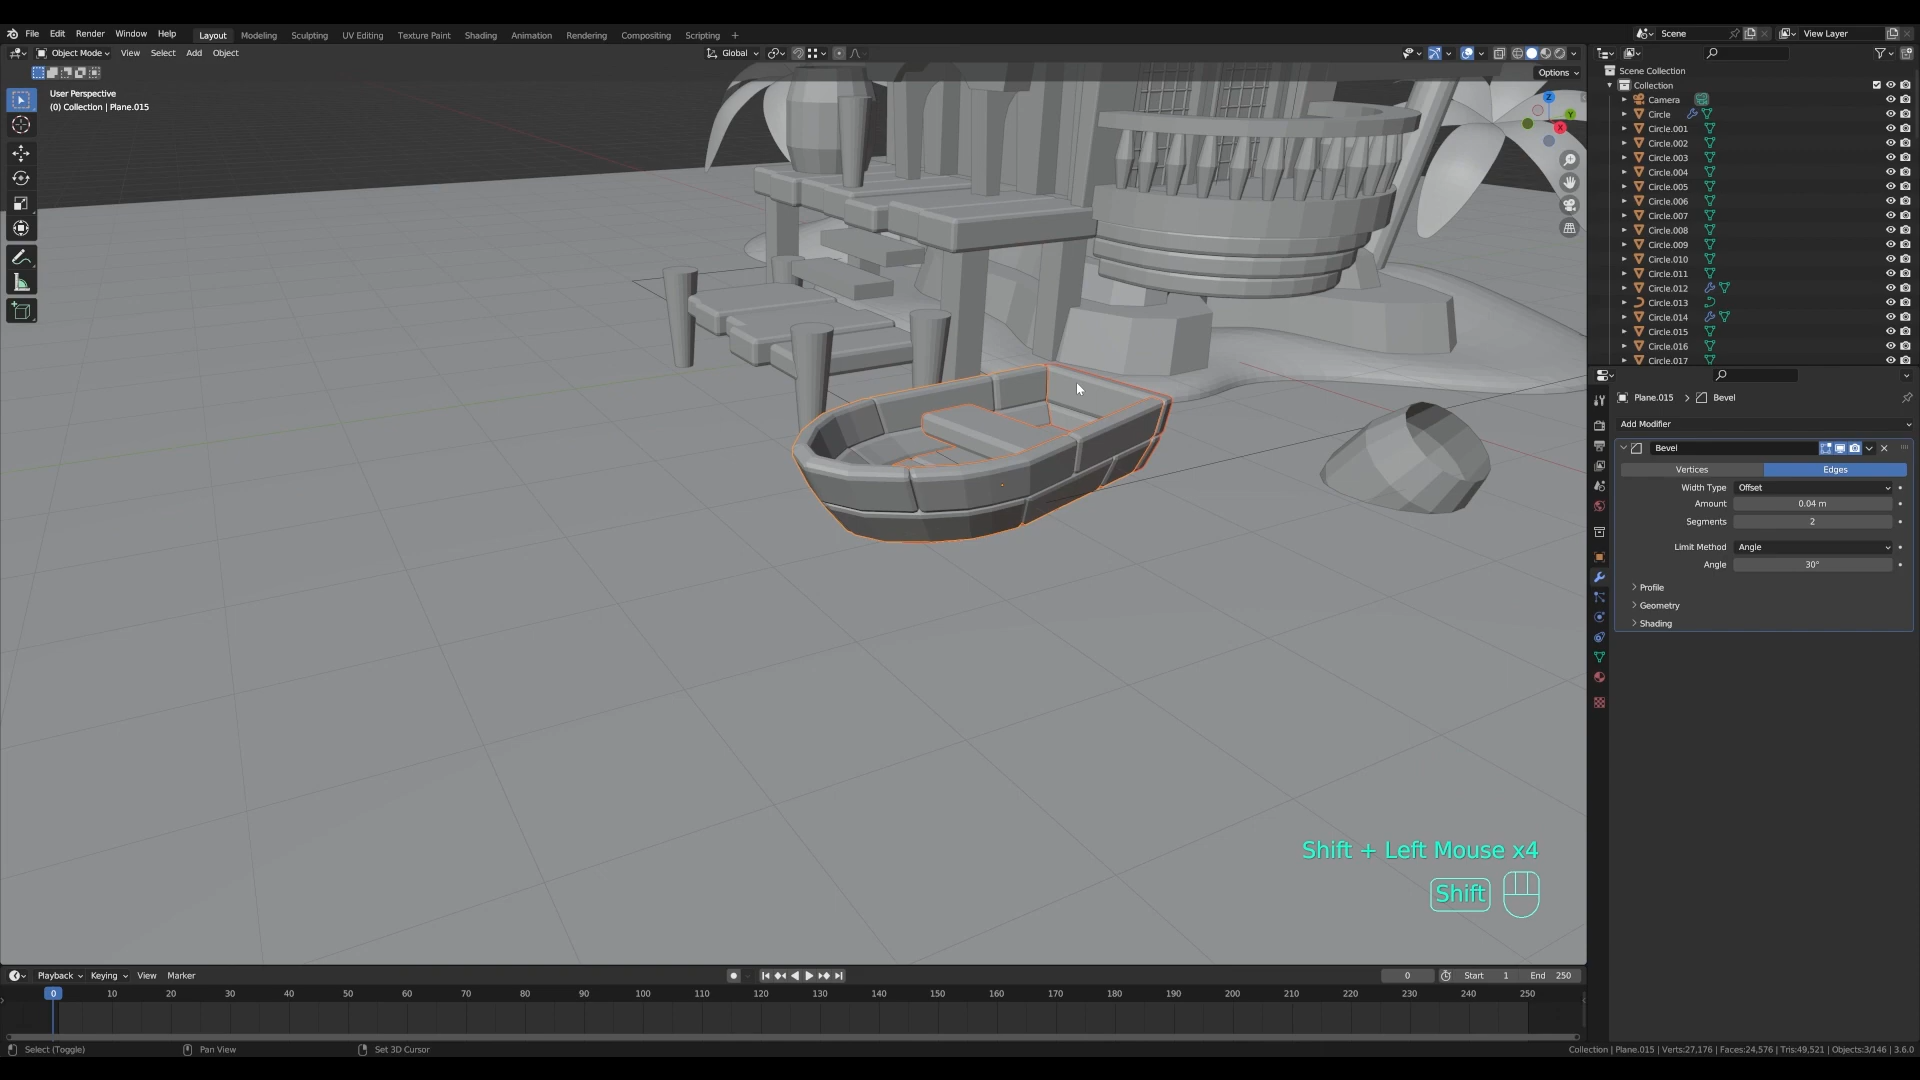 File Edit Render Window Help Layout Modeling Sculpting UV Editing Texture Paint Shading Animation Rendering Compositing Scripting + Scene View Layer
Object Mode View Select Add Object Global
Options
User Perspective
(0) Collection | Plane.015
Z
Y
X
Scene Collection
Collection
Camera
Circle
Circle.001
Circle.002
Circle.003
Circle.004
Circle.005
Circle.006
Circle.007
Circle.008
Circle.009
Circle.010
Circle.011
Circle.012
Circle.013
Circle.014
Circle.015
Circle.016
Circle.017
Plane.015 > Bevel
Add Modifier
Bevel
Vertices Edges
Width Type Offset
Amount 0.04 m
Segments 2
Limit Method Angle
Angle 30°
Profile
Geometry
Shading
Shift + Left Mouse x4
Shift
Playback Keying View Marker 0 Start 1 End 250
0 10 20 30 40 50 60 70 80 90 100 110 120 130 140 150 160 170 180 190 200 210 220 230 240 250
Select (Toggle) Pan View Set 3D Cursor Collection | Plane.015 | Verts:27,176 | Faces:24,576 | Tris:49,521 | Objects:3/146 | 3.6.0